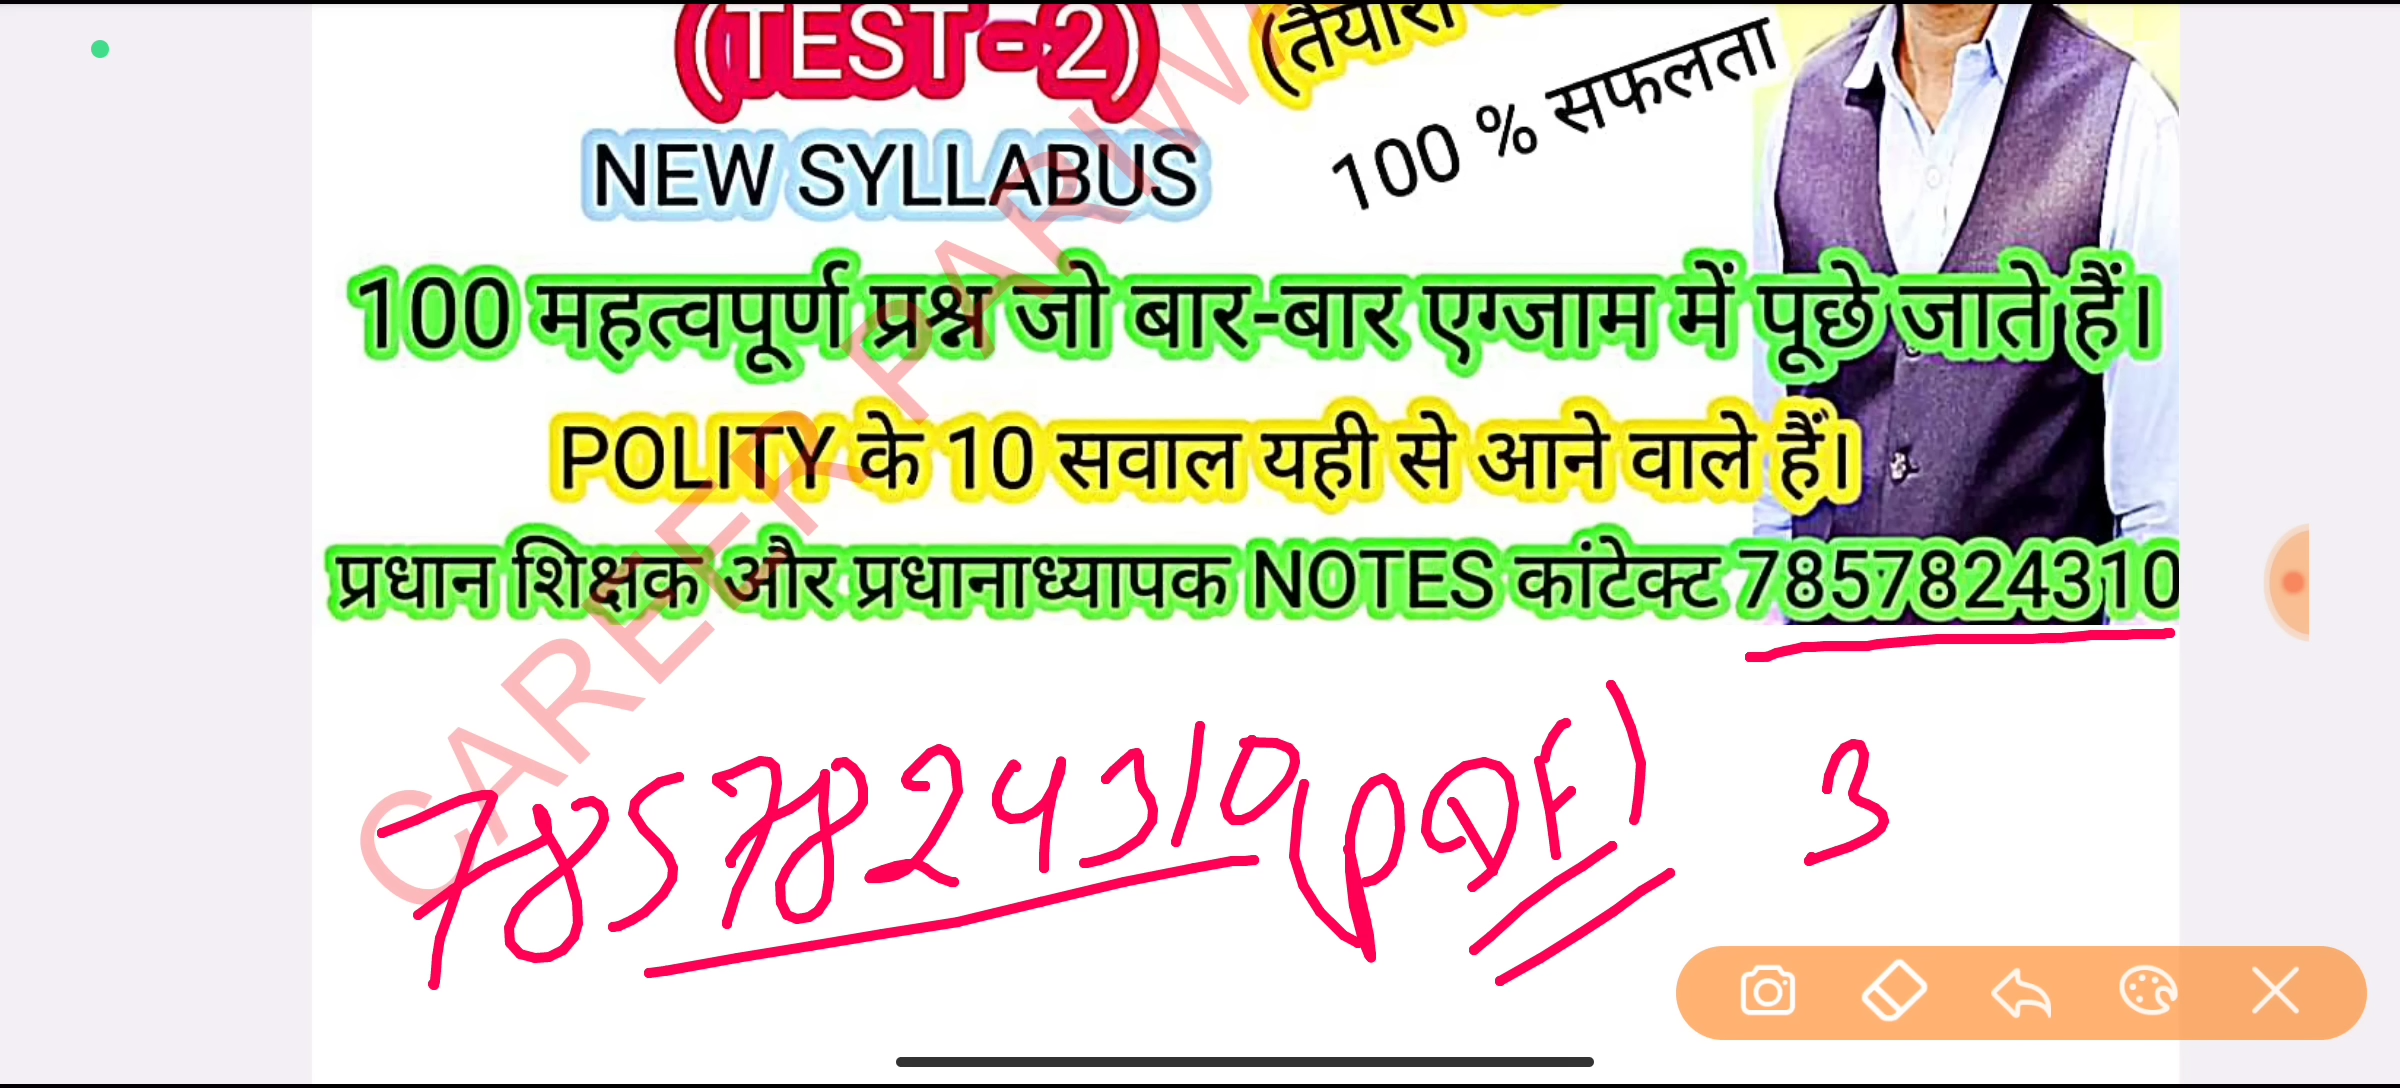 (TEST-2)
100 % सफलता
NEW SYLLABUS
100 महत्वपूर्ण प्रश्न जो बार-बार एग्जाम में पूछे जाते हैं।
POLITY के 10 सवाल यही से आने वाले हैं।
प्रधान शिक्षक और प्रधानाध्यापक NOTES कांटेक्ट 7857824310
7857824310 (PDF) 3
CAREER